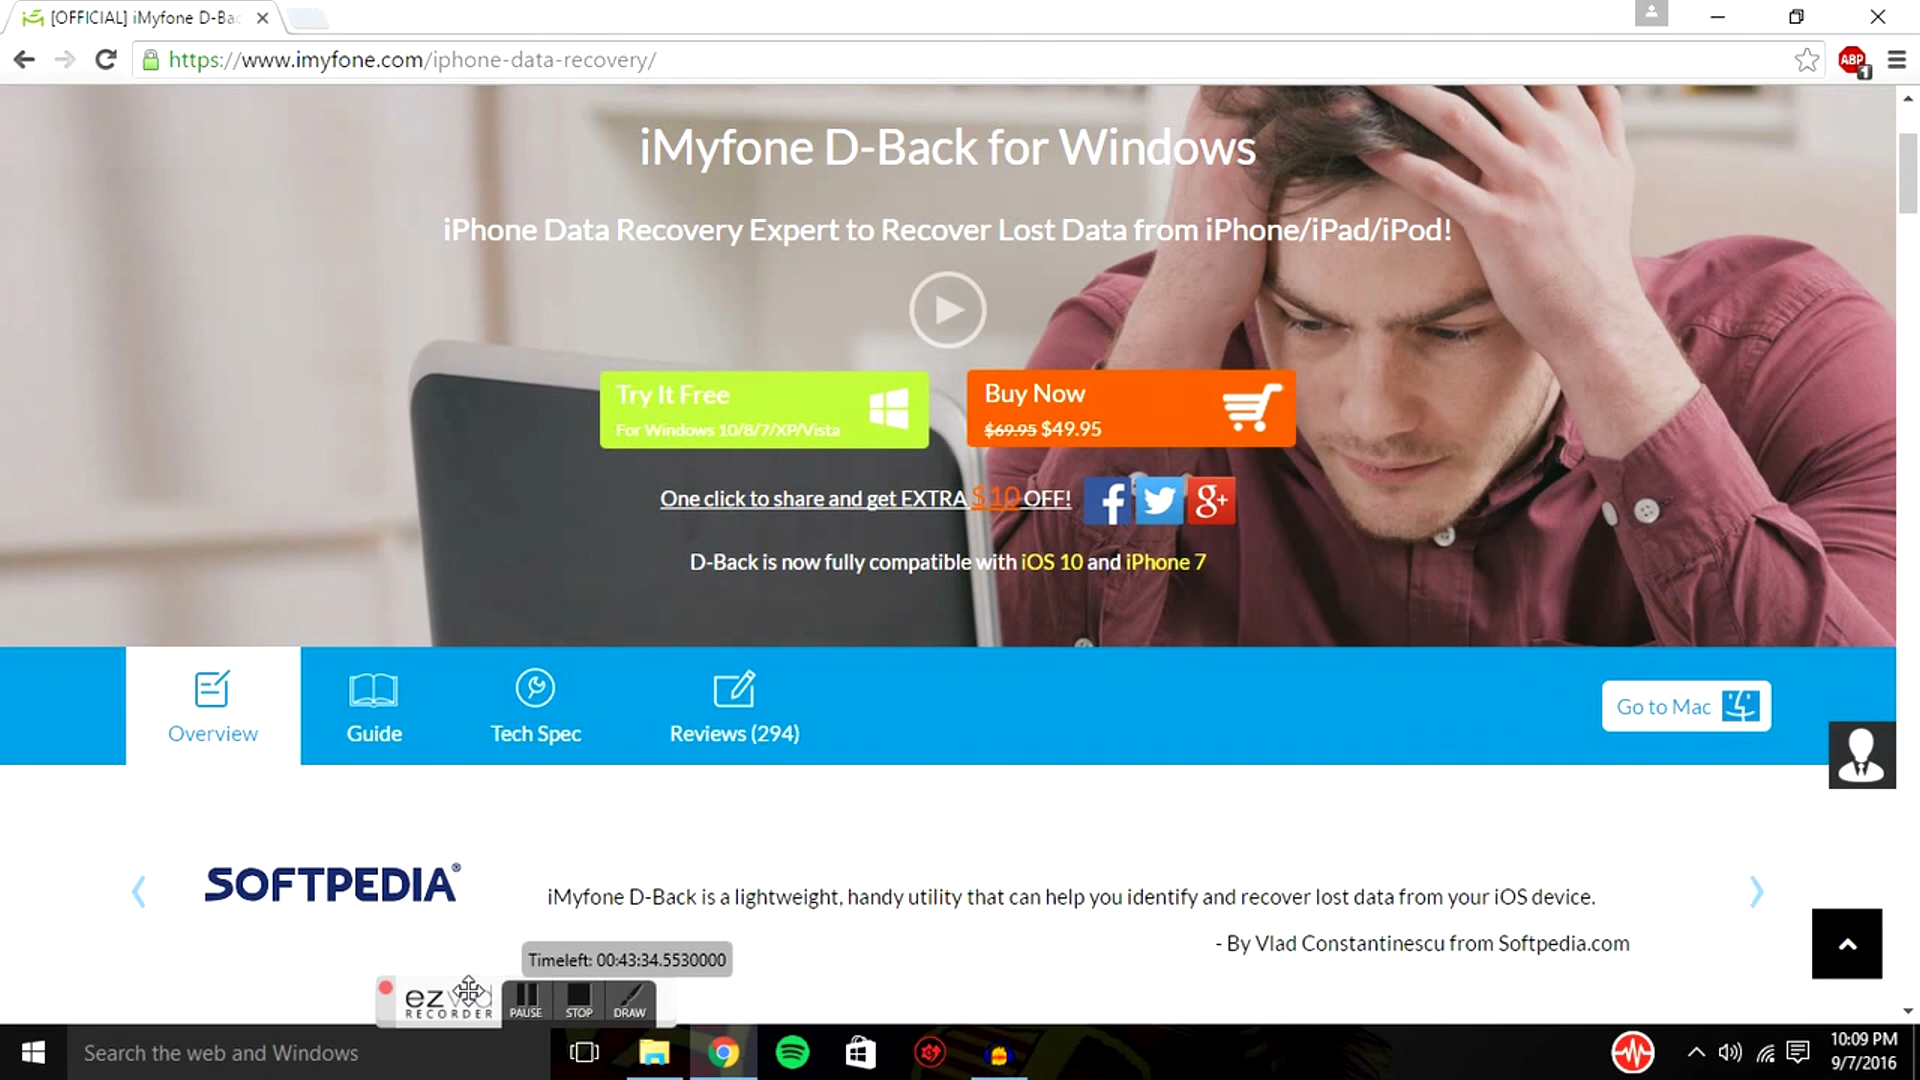 [OFFICIAL] iMyfone D-Bac
https://www.imyfone.com/iphone-data-recovery/
ABP
1
iMyfone D-Back for Windows
iPhone Data Recovery Expert to Recover Lost Data from iPhone/iPad/iPod!
Try It Free
For Windows 10/8/7/XP/Vista
Buy Now
$69.95 $49.95
One click to share and get EXTRA $10 OFF!
f
g+
D-Back is now fully compatible with iOS 10 and iPhone 7
Overview
Guide
Tech Spec
Reviews (294)
Go to Mac
SOFTPEDIA®
iMyfone D-Back is a lightweight, handy utility that can help you identify and recover lost data from your iOS device.
- By Vlad Constantinescu from Softpedia.com
Timeleft: 00:43:34.5530000
ezvid
RECORDER
PAUSE
STOP
DRAW
Search the web and Windows
10:09 PM
9/7/2016